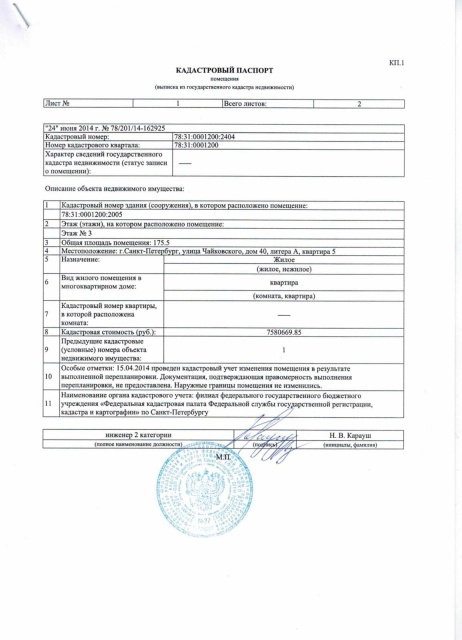 КП.1
КАДАСТРОВЫЙ ПАСПОРТ
помещения
(выписка из государственного кадастра недвижимости)
Лист № 1 Всего листов: 2
"24" июня 2014 г. № 78/201/14-162925
Кадастровый номер: 78:31:0001200:2404
Номер кадастрового квартала: 78:31:0001200
Характер сведений государственного
кадастра недвижимости (статус записи —
о помещении):
Описание объекта недвижимого имущества:
1 Кадастровый номер здания (сооружения), в котором расположено помещение:
78:31:0001200:2005
2 Этаж (этажи), на котором расположено помещение:
Этаж № 3
3 Общая площадь помещения: 175.5
4 Местоположение: г.Санкт-Петербург, улица Чайковского, дом 40, литера А, квартира 5
5 Назначение: Жилое
(жилое, нежилое)
6 Вид жилого помещения в
многоквартирном доме: квартира
(комната, квартира)
7 Кадастровый номер квартиры,
в которой расположена —
комната:
8 Кадастровая стоимость (руб.): 7580669.85
9 Предыдущие кадастровые
(условные) номера объекта 1
недвижимого имущества:
10 Особые отметки: 15.04.2014 проведен кадастровый учет изменения помещения в результате
выполненной перепланировки. Документация, подтверждающая правомерность выполнения
перепланировки, не предоставлена. Наружные границы помещения не изменились.
11 Наименование органа кадастрового учета: филиал федерального государственного бюджетного
учреждения «Федеральная кадастровая палата Федеральной службы государственной регистрации,
кадастра и картографии» по Санкт-Петербургу
инженер 2 категории Н. В. Карауш
(полное наименование должности) (подпись) (инициалы, фамилия)
М.П.